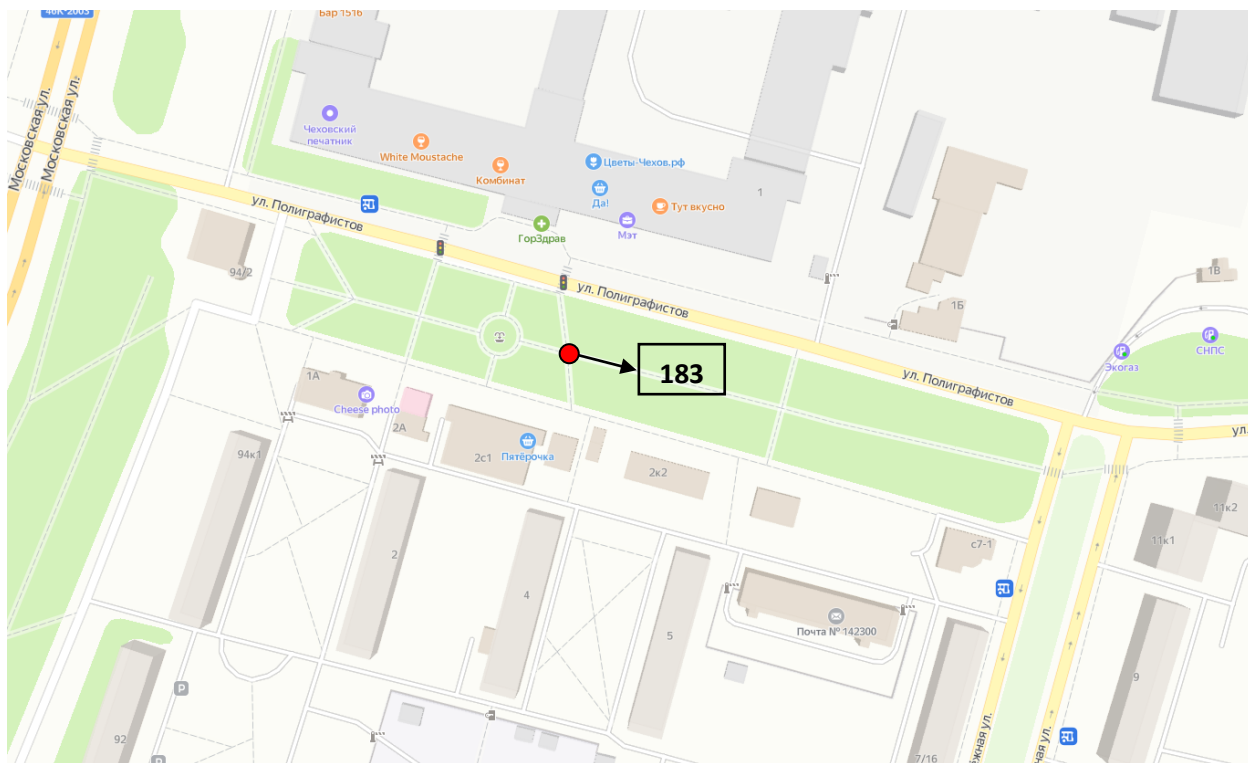 46К-2003
Бар 1516
Московская ул.
Московская ул.
Чеховский
печатник
White Moustache
Комбинат
Цветы-Чехов.рф
Да!
Тут вкусно
1
Мэт
ГорЗдрав
ул. Полиграфистов
94/2
ул. Полиграфистов
1В
1Б
СНПС
Экогаз
183
ул. Полиграфистов
1А
Cheese photo
2А
ул.
94к1
2с1
Пятёрочка
2к2
11к2
11к1
с7-1
2
4
5
Почта № 142300
9
92
7/16